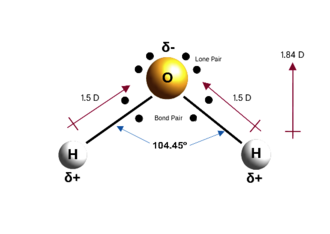 δ-
Lone Pair
1.84 D
O
1.5 D
1.5 D
Bond Pair
104.45°
H
H
δ+
δ+